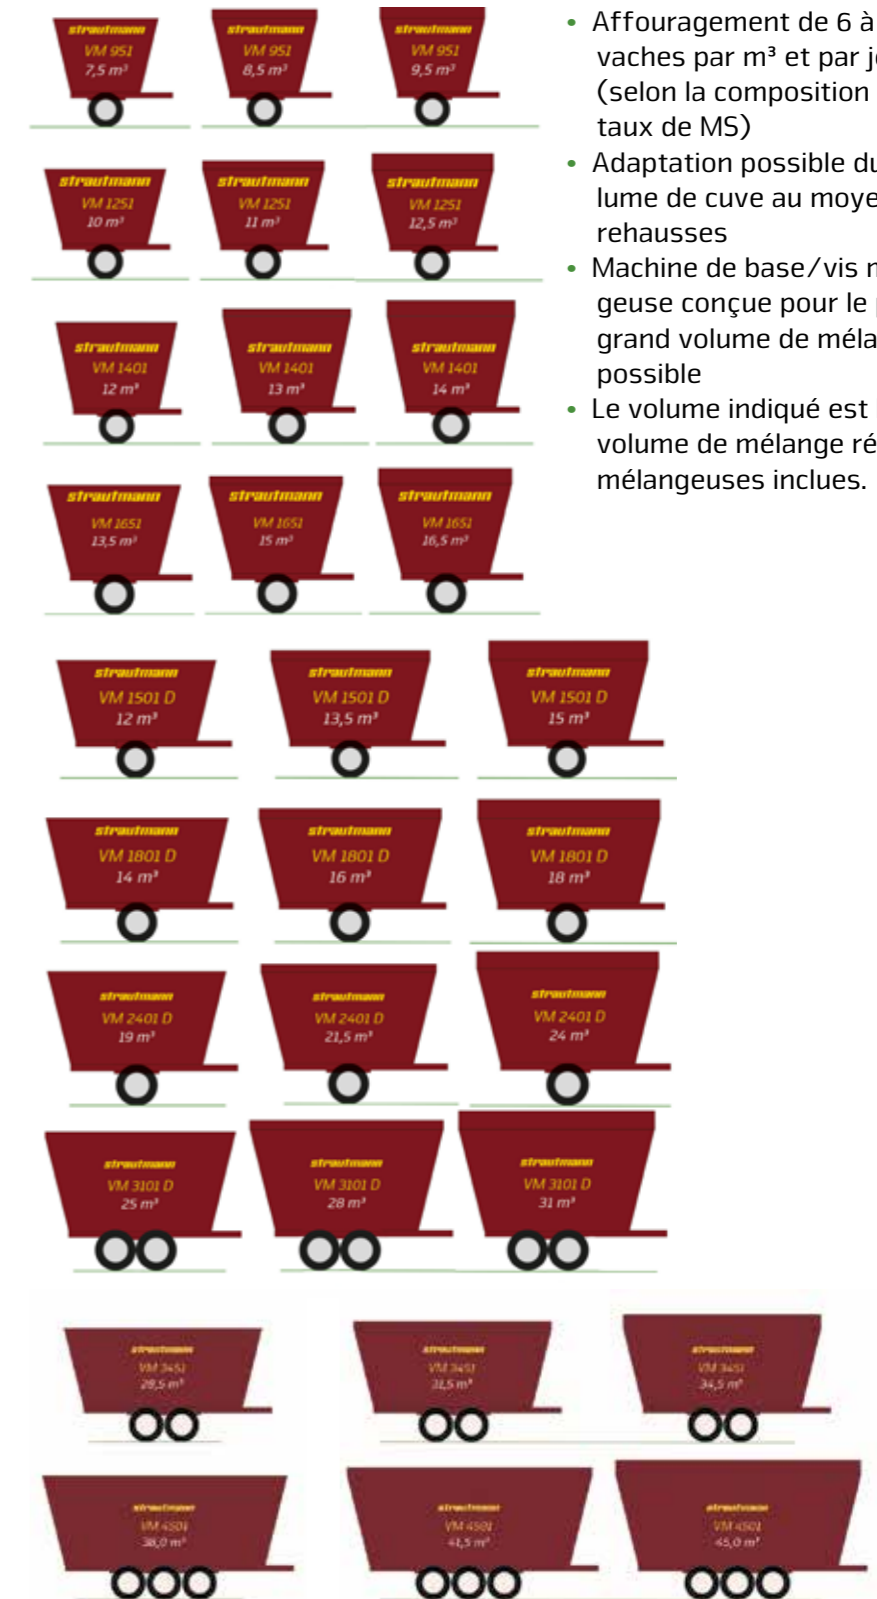 strautmann
VM 951
7,5 m³
strautmann
VM 951
8,5 m³
strautmann
VM 951
9,5 m³
• Affouragement de 6 à
vaches par m³ et par j
(selon la composition
taux de MS)
• Adaptation possible du
lume de cuve au moye
rehausses
• Machine de base/vis m
geuse conçue pour le p
grand volume de méla
possible
• Le volume indiqué est
volume de mélange ré
mélangeuses inclues.
strautmann
VM 1251
10 m³
strautmann
VM 1251
11 m³
strautmann
VM 1251
12,5 m³
strautmann
VM 1401
12 m³
strautmann
VM 1401
13 m³
strautmann
VM 1401
14 m³
strautmann
VM 1651
13,5 m³
strautmann
VM 1651
15 m³
strautmann
VM 1651
16,5 m³
strautmann
VM 1501 D
12 m³
strautmann
VM 1501 D
13,5 m³
strautmann
VM 1501 D
15 m³
strautmann
VM 1801 D
14 m³
strautmann
VM 1801 D
16 m³
strautmann
VM 1801 D
18 m³
strautmann
VM 2401 D
19 m³
strautmann
VM 2401 D
21,5 m³
strautmann
VM 2401 D
24 m³
strautmann
VM 3101 D
25 m³
strautmann
VM 3101 D
28 m³
strautmann
VM 3101 D
31 m³
strautmann
VM 3451
28,5 m³
strautmann
VM 3451
31,5 m³
strautmann
VM 3451
34,5 m³
strautmann
VM 4501
38,0 m³
strautmann
VM 4501
41,5 m³
strautmann
VM 4501
45,0 m³